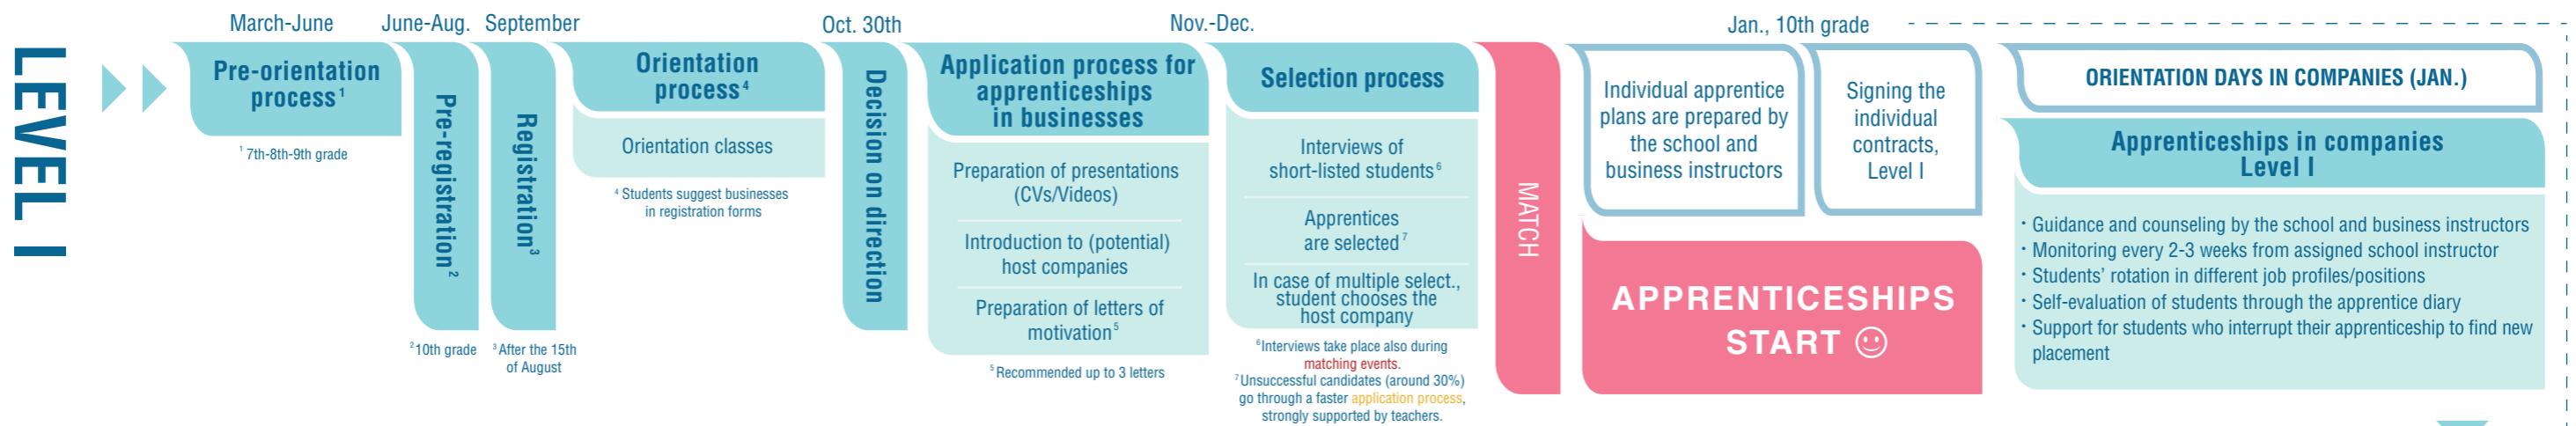 LEVEL I
March-June
Pre-orientation
process¹
¹ 7th-8th-9th grade
June-Aug.
Pre-registration²
² 10th grade
September
Registration³
³ After the 15th
of August
Orientation
process⁴
Orientation classes
⁴ Students suggest businesses
in registration forms
Oct. 30th
Decision on direction
Application process for
apprenticeships
in businesses
Preparation of presentations
(CVs/Videos)
Introduction to (potential)
host companies
Preparation of letters of
motivation⁵
⁵ Recommended up to 3 letters
Nov.-Dec.
Selection process
Interviews of
short-listed students⁶
Apprentices
are selected⁷
In case of multiple select.,
student chooses the
host company
⁶ Interviews take place also during
matching events.
⁷ Unsuccessful candidates (around 30%)
go through a faster application process,
strongly supported by teachers.
MATCH
Jan., 10th grade
Individual apprentice
plans are prepared by
the school and
business instructors
Signing the
individual
contracts,
Level I
APPRENTICESHIPS
START
ORIENTATION DAYS IN COMPANIES (JAN.)
Apprenticeships in companies
Level I
· Guidance and counseling by the school and business instructors
· Monitoring every 2-3 weeks from assigned school instructor
· Students' rotation in different job profiles/positions
· Self-evaluation of students through the apprentice diary
· Support for students who interrupt their apprenticeship to find new
placement